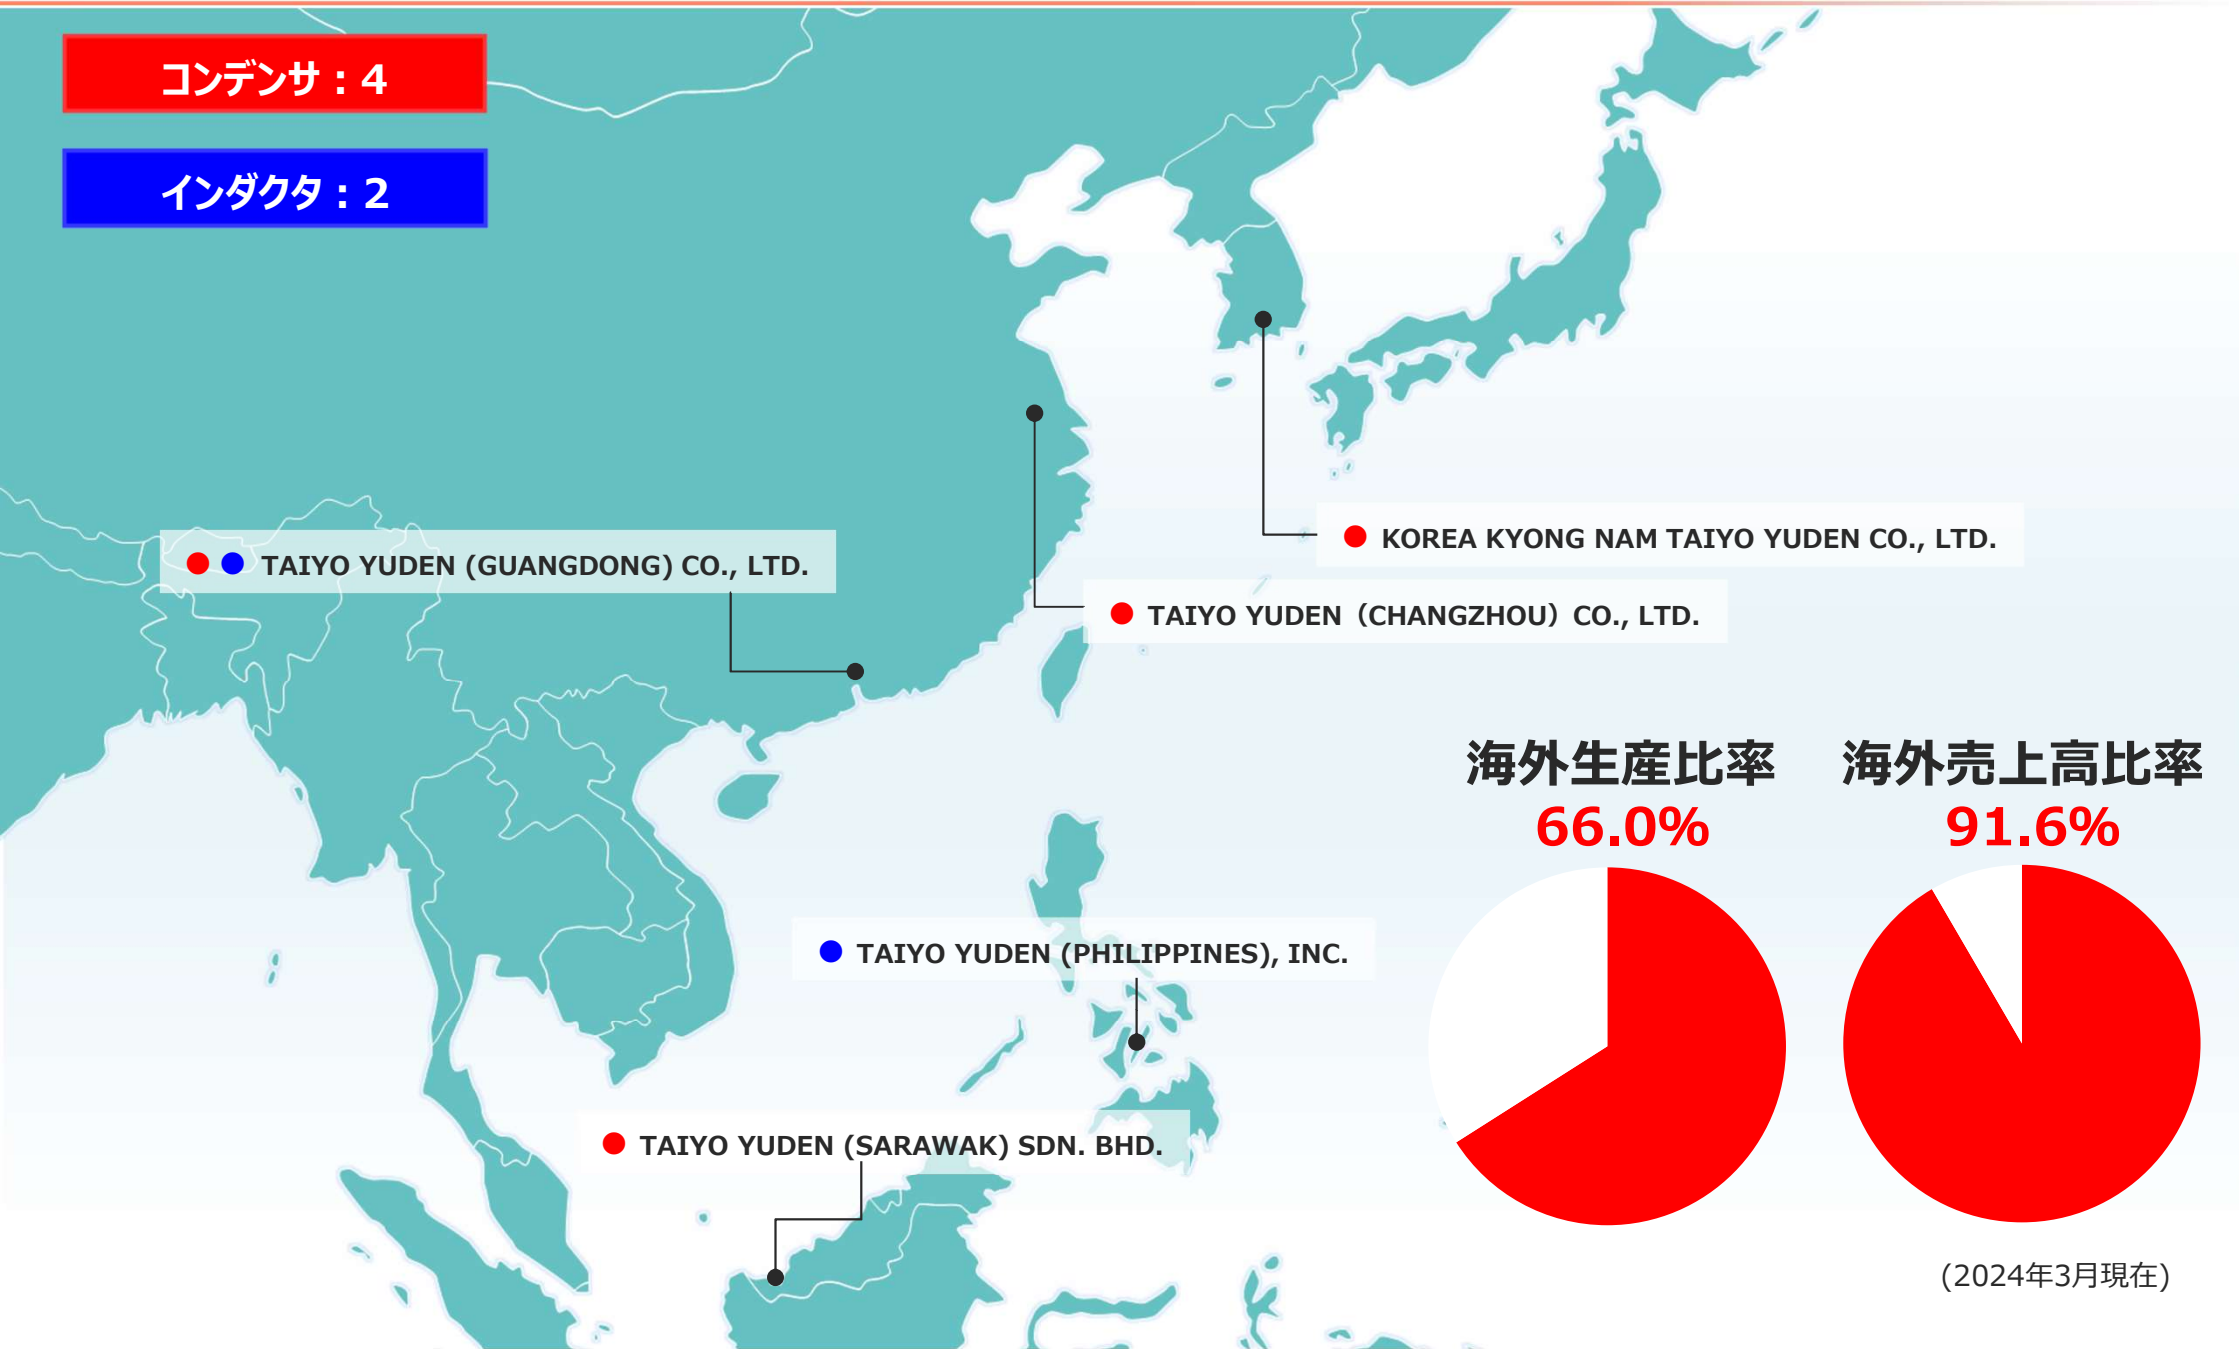 コンデンサ：4
インダクタ：2
KOREA KYONG NAM TAIYO YUDEN CO., LTD.
TAIYO YUDEN (GUANGDONG) CO., LTD.
TAIYO YUDEN（CHANGZHOU）CO., LTD.
海外生産比率
66.0%
海外売上高比率
91.6%
TAIYO YUDEN (PHILIPPINES), INC.
TAIYO YUDEN (SARAWAK) SDN. BHD.
(2024年3月現在)